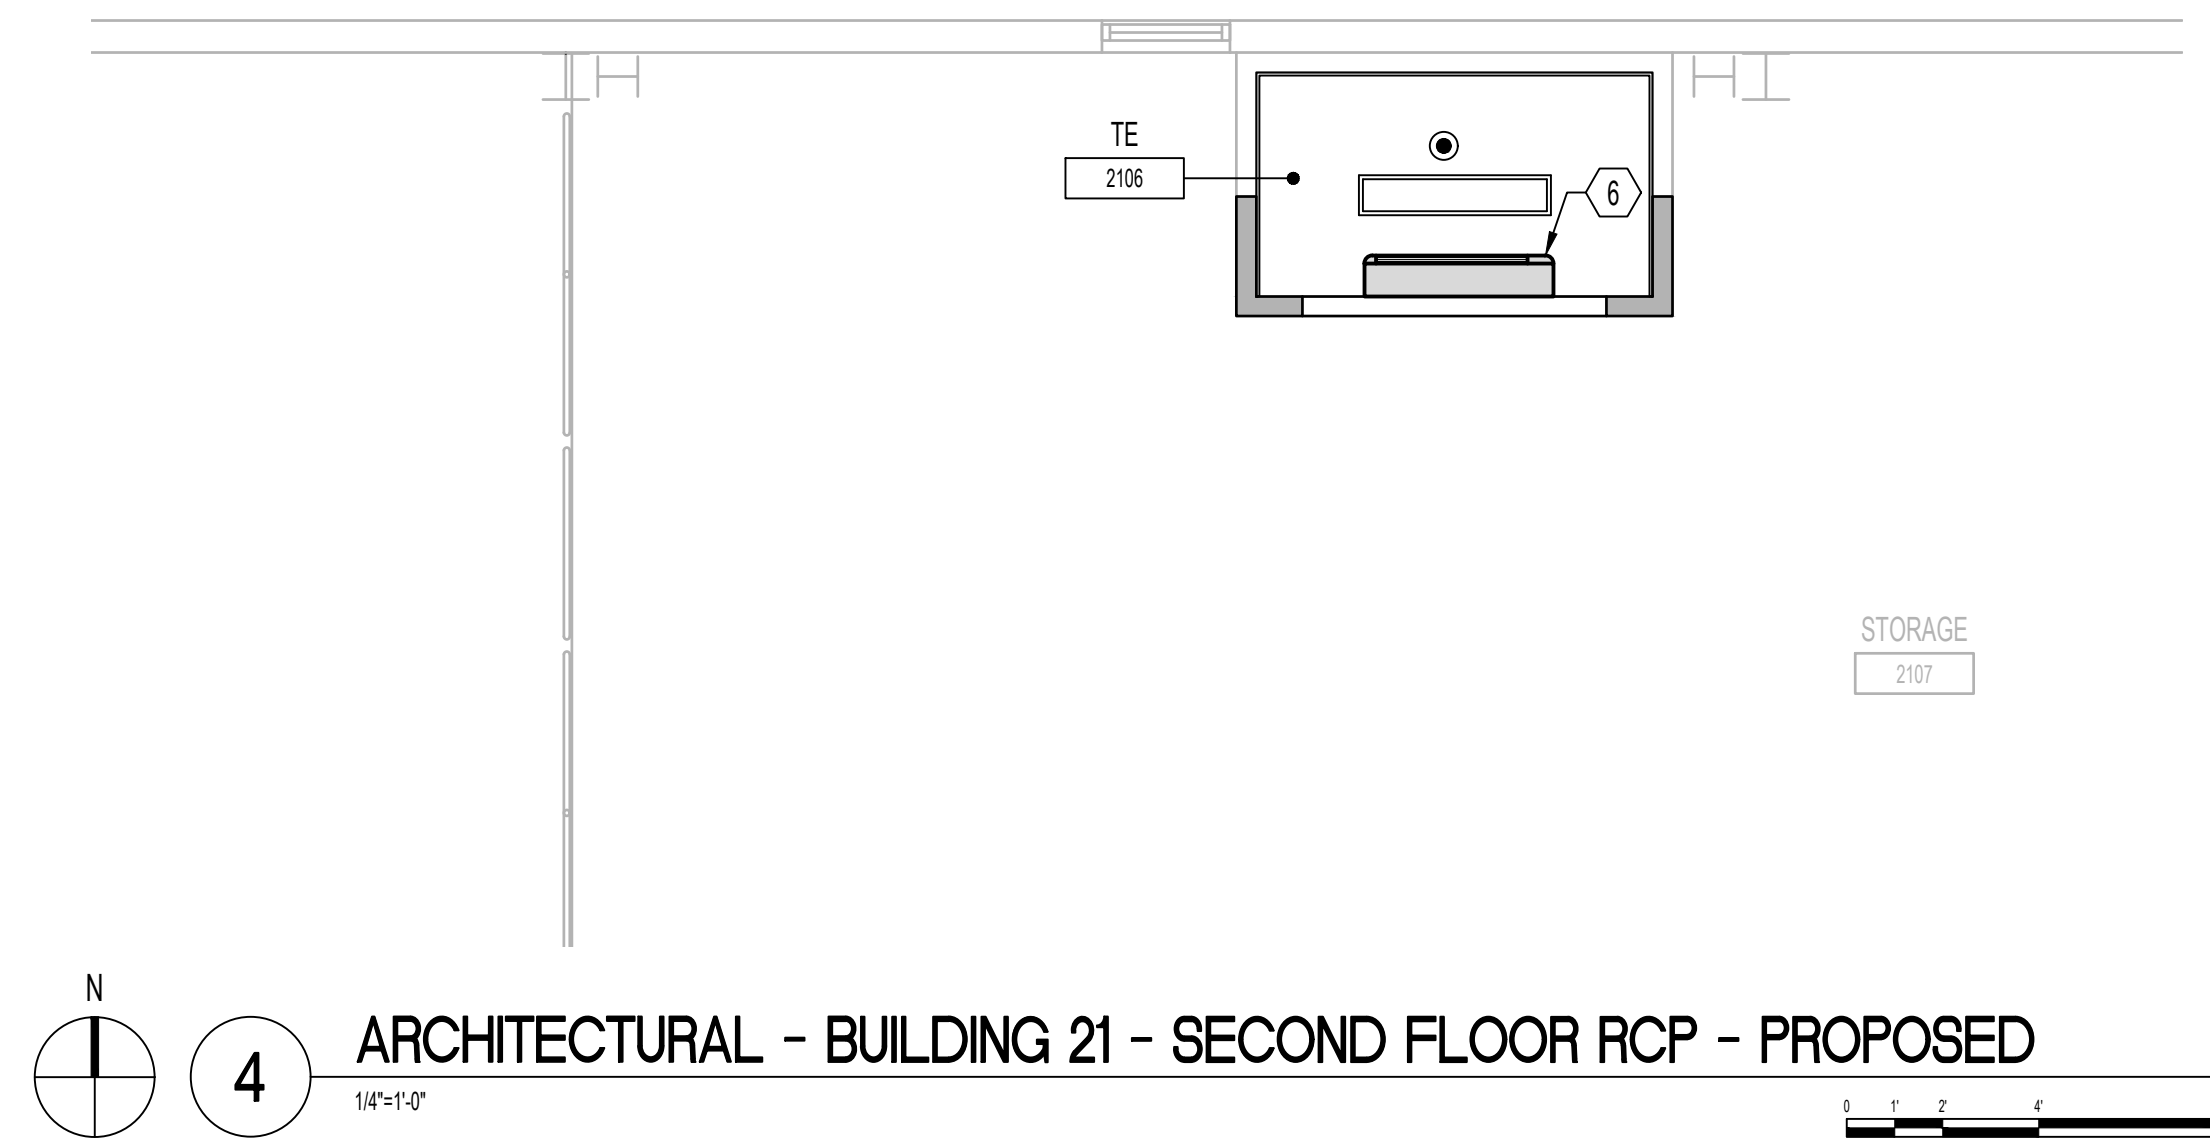 TE
2106
6
STORAGE
2107
N
4
ARCHITECTURAL - BUILDING 21 - SECOND FLOOR RCP - PROPOSED
1/4"=1'-0"
0 1' 2' 4'